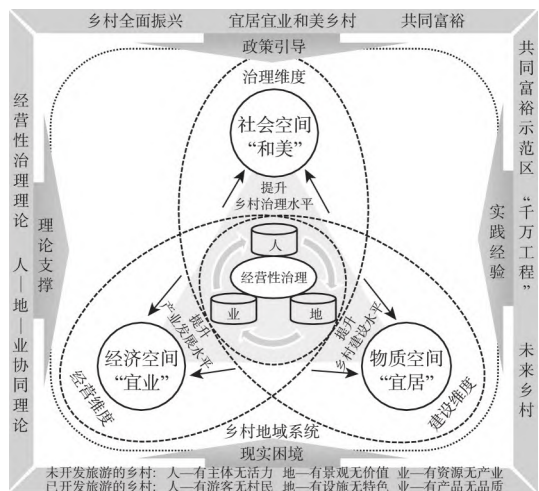 乡村全面振兴 宜居宜业和美乡村 共同富裕
政策引导
治理维度
社会空间
“和美”
提升
乡村治理水平
经营性治理理论 人—地—业协同理论
理论支撑
共同富裕示范区 “千万工程” 未来乡村
实践经验
人
经营性治理
业
地
提升
产业发展水平
提升
乡村建设水平
经济空间
“宜业”
物质空间
“宜居”
经营维度
建设维度
乡村地域系统
现实困境
未开发旅游的乡村: 人—有主体无活力 地—有景观无价值 业—有资源无产业
已开发旅游的乡村: 人—有游客无村民 地—有设施无特色 业—有产品无品质